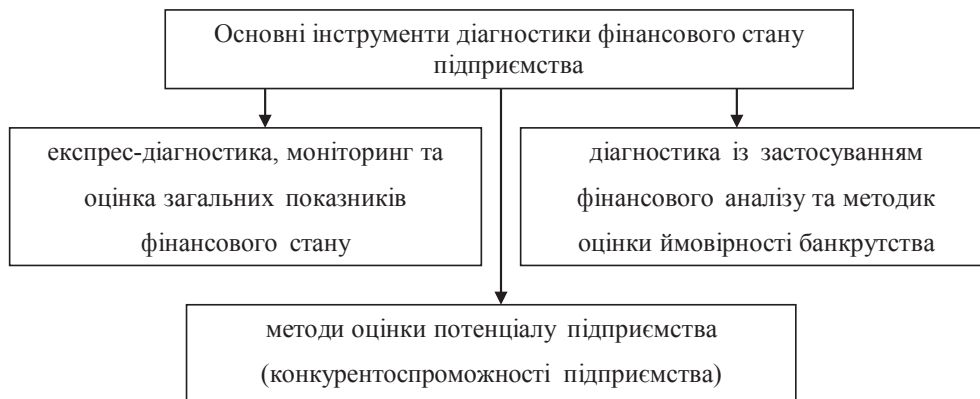 Основні інструменти діагностики фінансового стану
підприємства
експрес-діагностика, моніторинг та
оцінка загальних показників
фінансового стану
діагностика із застосуванням
фінансового аналізу та методик
оцінки ймовірності банкрутства
методи оцінки потенціалу підприємства
(конкурентоспроможності підприємства)